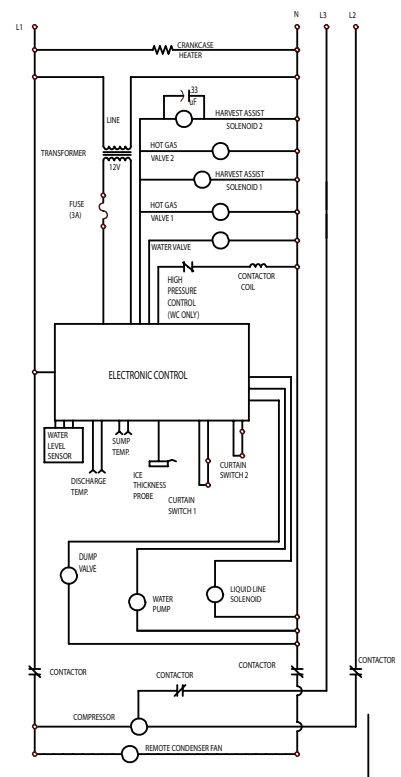 L1
N
L3
L2
CRANKCASE
HEATER
.33
uF
LINE
HARVEST ASSIST
SOLENOID 2
TRANSFORMER
HOT GAS
VALVE 2
12V
HARVEST ASSIST
SOLENOID 1
FUSE
(3A)
HOT GAS
VALVE 1
WATER VALVE
HIGH
PRESSURE
CONTROL
(WC ONLY)
CONTACTOR
COIL
ELECTRONIC CONTROL
WATER
LEVEL
SENSOR
DISCHARGE
TEMP.
SUMP
TEMP.
ICE
THICKNESS
PROBE
CURTAIN
SWITCH 1
CURTAIN
SWITCH 2
DUMP
VALVE
WATER
PUMP
LIQUID LINE
SOLENOID
CONTACTOR
CONTACTOR
CONTACTOR
CONTACTOR
COMPRESSOR
REMOTE CONDENSER FAN